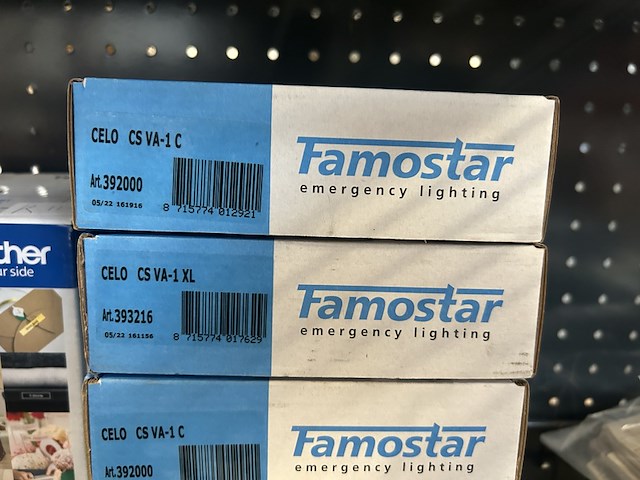 CELO CS VA-1 C
Art.392000
05/22 161916
8 715774 012921
Famostar
emergency lighting
CELO CS VA-1 XL
Art.393216
05/22 161156
8 715774 017629
Famostar
emergency lighting
CELO CS VA-1 C
Art.392000
Famostar
emergency lighting
ther
ur side